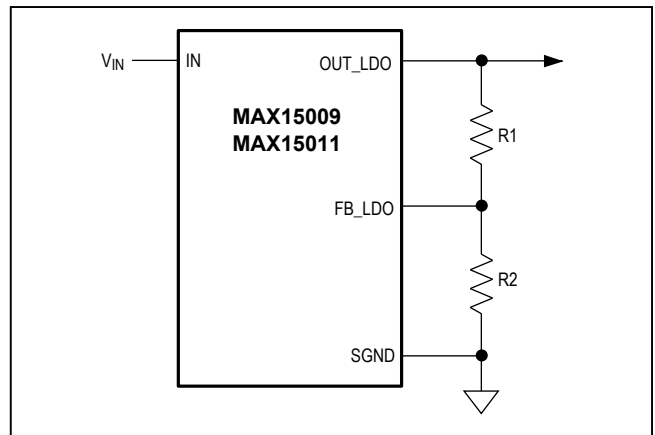 V_IN
IN
OUT_LDO
MAX15009
MAX15011
R1
FB_LDO
R2
SGND